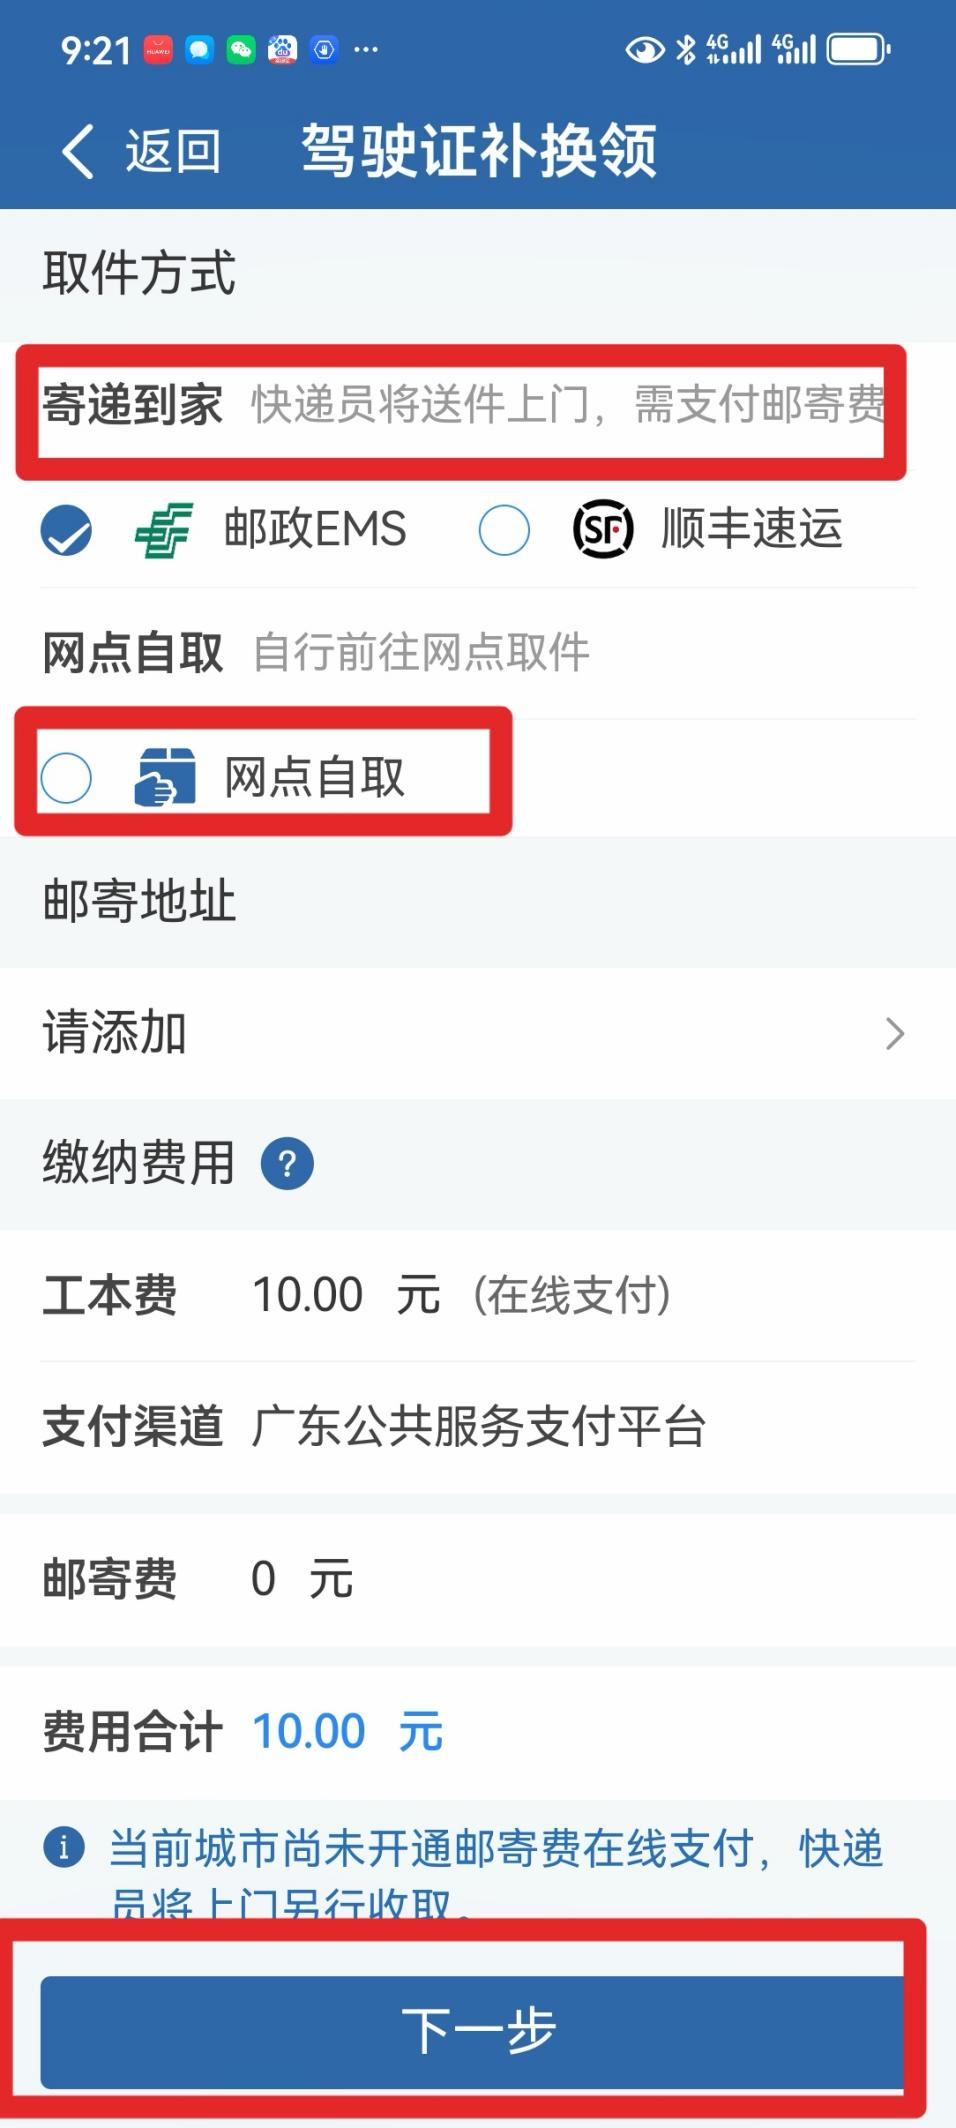 9:21
HUAWEI
du
4G
4G
返回
驾驶证补换领
取件方式
寄递到家 快递员将送件上门，需支付邮寄费
邮政EMS
SF 顺丰速运
网点自取 自行前往网点取件
网点自取
邮寄地址
请添加
缴纳费用 ?
工本费 10.00 元 (在线支付)
支付渠道 广东公共服务支付平台
邮寄费 0 元
费用合计 10.00 元
当前城市尚未开通邮寄费在线支付，快递
员将上门另行收取。
下一步